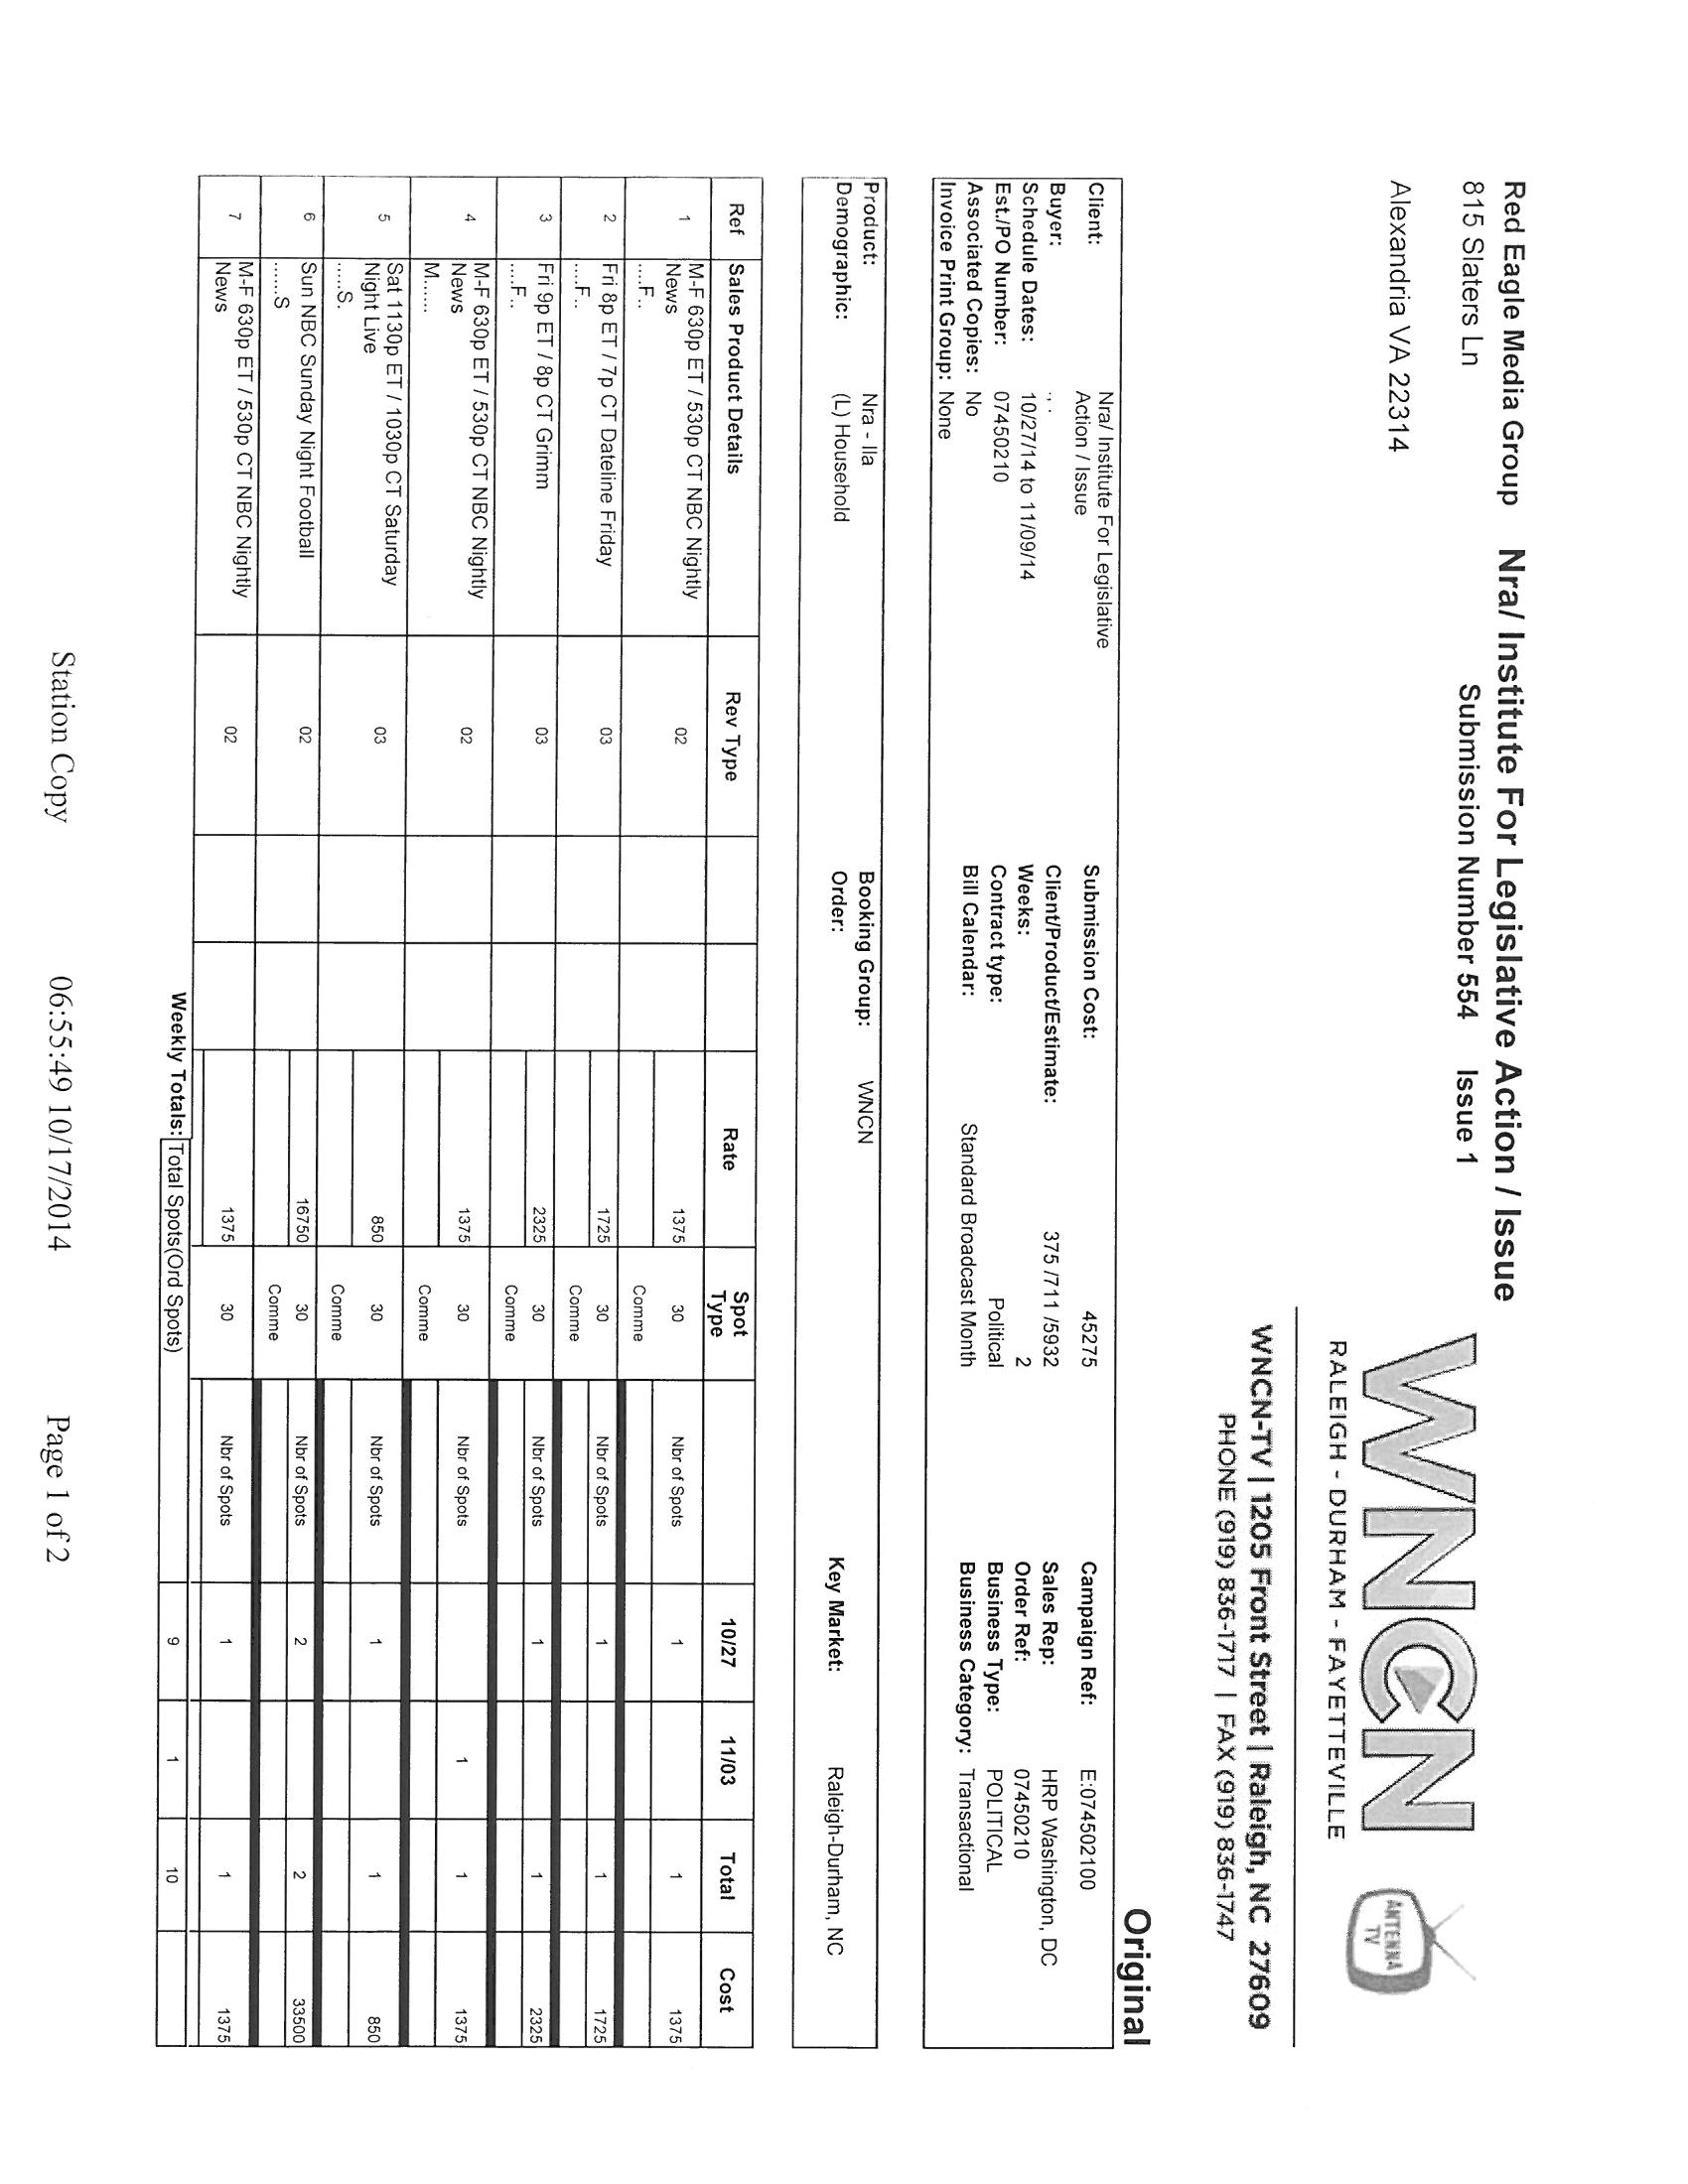 Red Eagle Media Group Nra/ Institute For Legislative Action / Issue
815 Slaters Ln Submission Number 554 Issue 1
Alexandria VA 22314
WNCN
RALEIGH - DURHAM - FAYETTEVILLE
ANTENNA
TV
WNCN-TV | 1205 Front Street | Raleigh, NC 27609
PHONE (919) 836-1717 | FAX (919) 836-1747
Original
Client: Nra/ Institute For Legislative Submission Cost: 45275 Campaign Ref: E:074502100
Action / Issue
Buyer: ., . Client/Product/Estimate: 375 /711 /5932 Sales Rep: HRP Washington, DC
Schedule Dates: 10/27/14 to 11/09/14 Weeks: 2 Order Ref: 07450210
Est./PO Number: 07450210 Contract type: Political Business Type: POLITICAL
Associated Copies: No Bill Calendar: Standard Broadcast Month Business Category: Transactional
Invoice Print Group: None
Product: Nra - Ila Booking Group: WNCN
Demographic: (L) Household Order: Key Market: Raleigh-Durham, NC
Ref Sales Product Details Rev Type Rate Spot Type 10/27 11/03 Total Cost
1 M-F 630p ET / 530p CT NBC Nightly
News 02 1375 30 Nbr of Spots 1 1 1375
....F.. Comme
2 Fri 8p ET / 7p CT Dateline Friday 03 1725 30 Nbr of Spots 1 1 1725
....F.. Comme
3 Fri 9p ET / 8p CT Grimm 03 2325 30 Nbr of Spots 1 1 2325
....F.. Comme
4 M-F 630p ET / 530p CT NBC Nightly
News 02 1375 30 Nbr of Spots 1 1 1375
M...... Comme
5 Sat 1130p ET / 1030p CT Saturday
Night Live 03 850 30 Nbr of Spots 1 1 850
.....S. Comme
6 Sun NBC Sunday Night Football 02 16750 30 Nbr of Spots 2 2 33500
......S Comme
7 M-F 630p ET / 530p CT NBC Nightly
News 02 1375 30 Nbr of Spots 1 1 1375
Weekly Totals: Total Spots(Ord Spots) 9 1 10
Station Copy 06:55:49 10/17/2014 Page 1 of 2